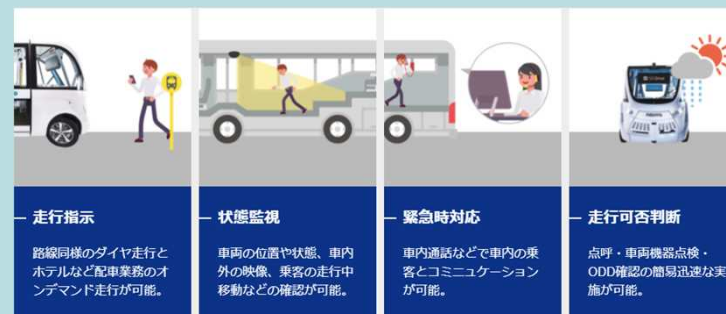 走行指示
路線同様のダイヤ走行と
ホテルなど配車業務のオ
ンデマンド走行が可能。
状態監視
車両の位置や状態、車内
外の映像、乗客の走行中
移動などの確認が可能。
緊急時対応
車内通話などで車内の乗
客とコミニュケーション
が可能。
走行可否判断
点呼・車両機器点検・
ODD確認の簡易迅速な実
施が可能。